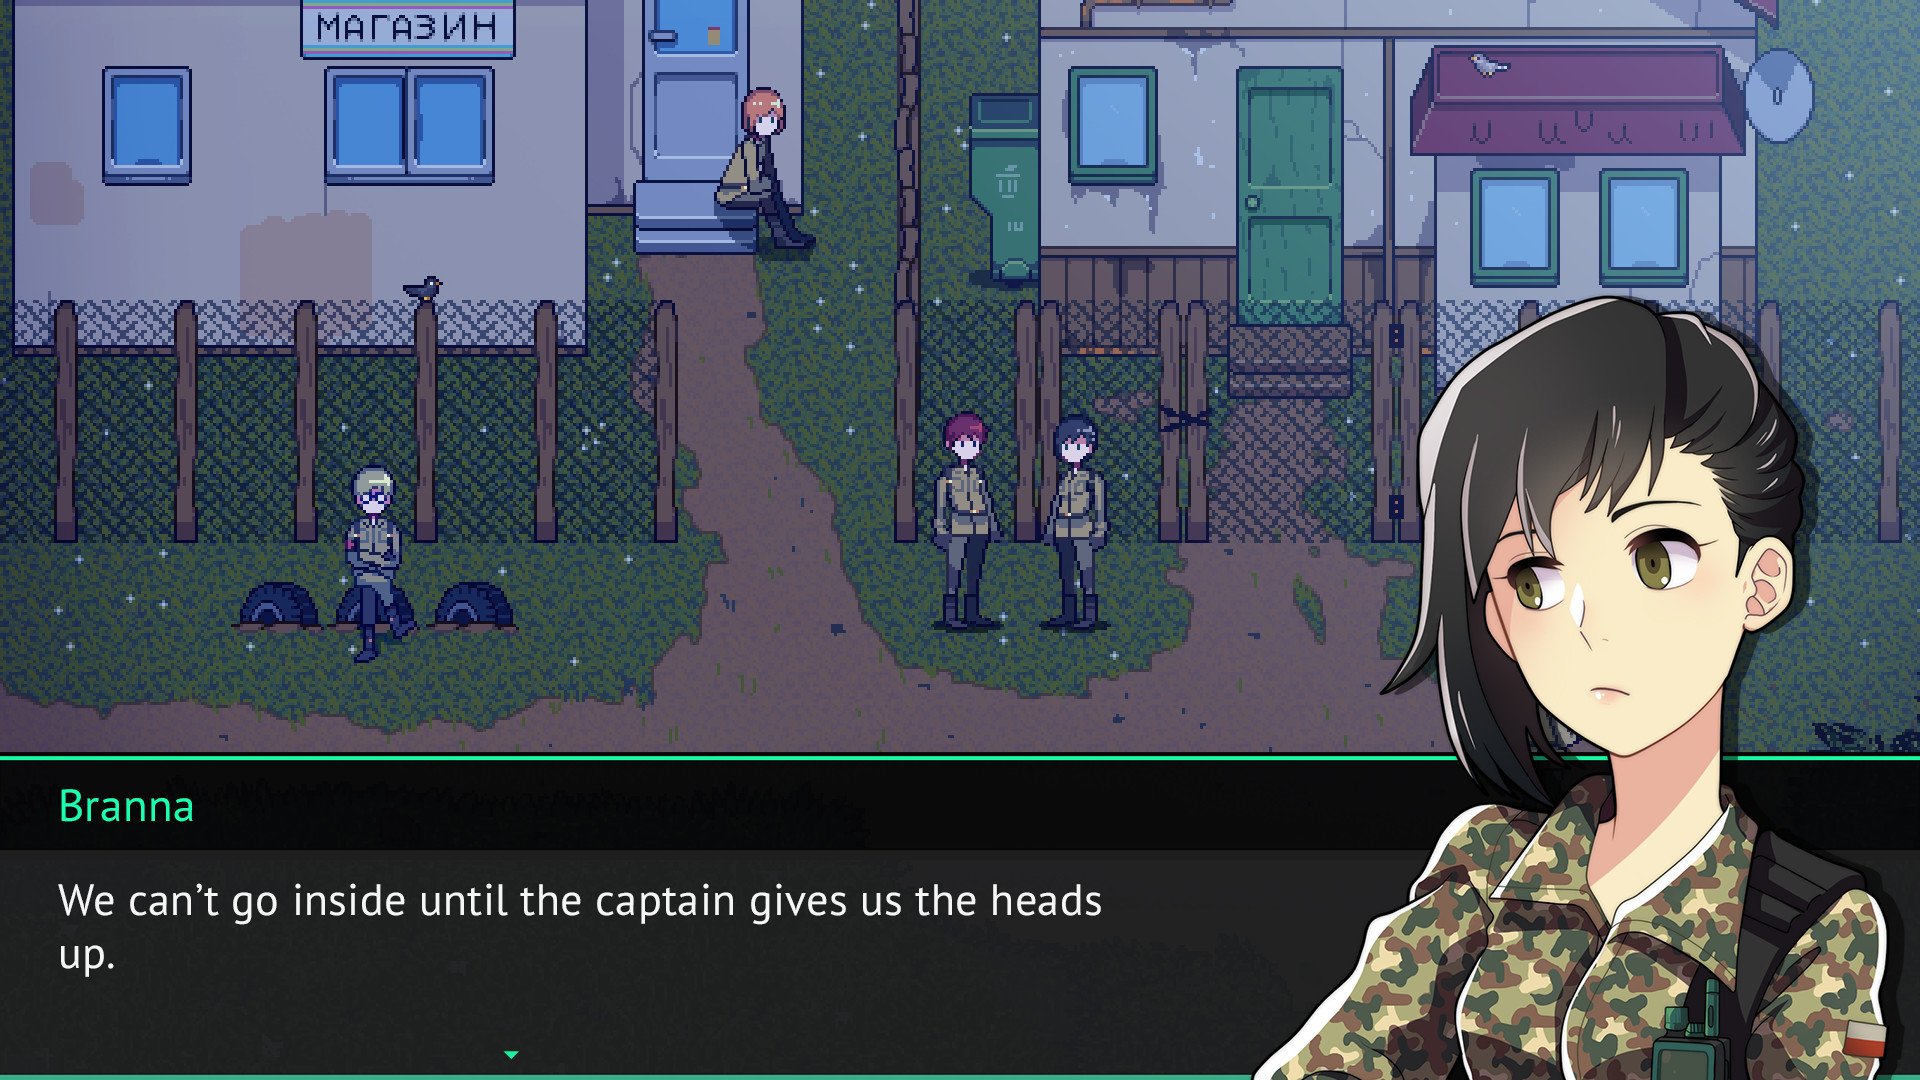 МАГАЗИН
Branna
We can’t go inside until the captain gives us the heads
up.